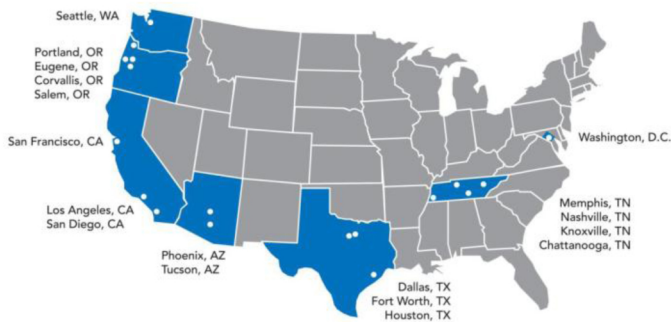 Seattle, WA
Portland, OR
Eugene, OR
Corvallis, OR
Salem, OR
San Francisco, CA
Washington, D.C.
Los Angeles, CA
San Diego, CA
Memphis, TN
Nashville, TN
Knoxville, TN
Chattanooga, TN
Phoenix, AZ
Tucson, AZ
Dallas, TX
Fort Worth, TX
Houston, TX